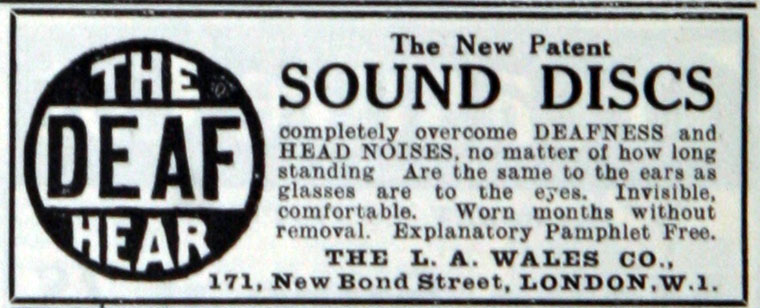 THE
DEAF
HEAR
The New Patent
SOUND DISCS
completely overcome DEAFNESS and
HEAD NOISES, no matter of how long
standing Are the same to the ears as
glasses are to the eyes. Invisible,
comfortable. Worn months without
removal. Explanatory Pamphlet Free.
THE L. A. WALES CO.,
171, New Bond Street, LONDON, W.1.